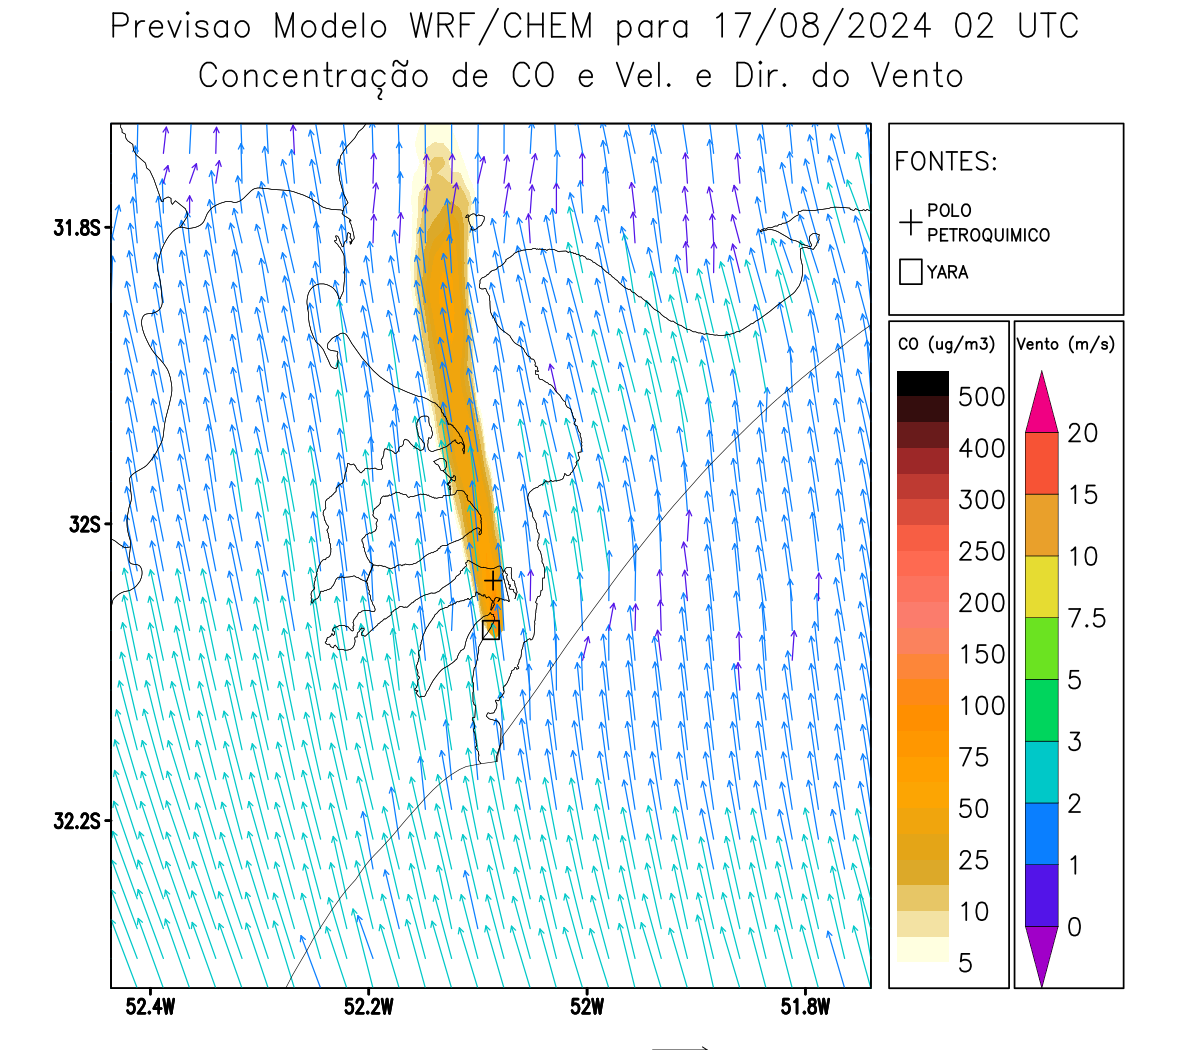 Previsao Modelo WRF/CHEM para 17/08/2024 02 UTC
Concentração de CO e Vel. e Dir. do Vento
FONTES:
POLO
PETROQUIMICO
YARA
CO (ug/m3)
500
400
300
250
200
150
100
75
50
25
10
5
Vento (m/s)
20
15
10
7.5
5
3
2
1
0
31.8S
32S
32.2S
52.4W
52.2W
52W
51.8W